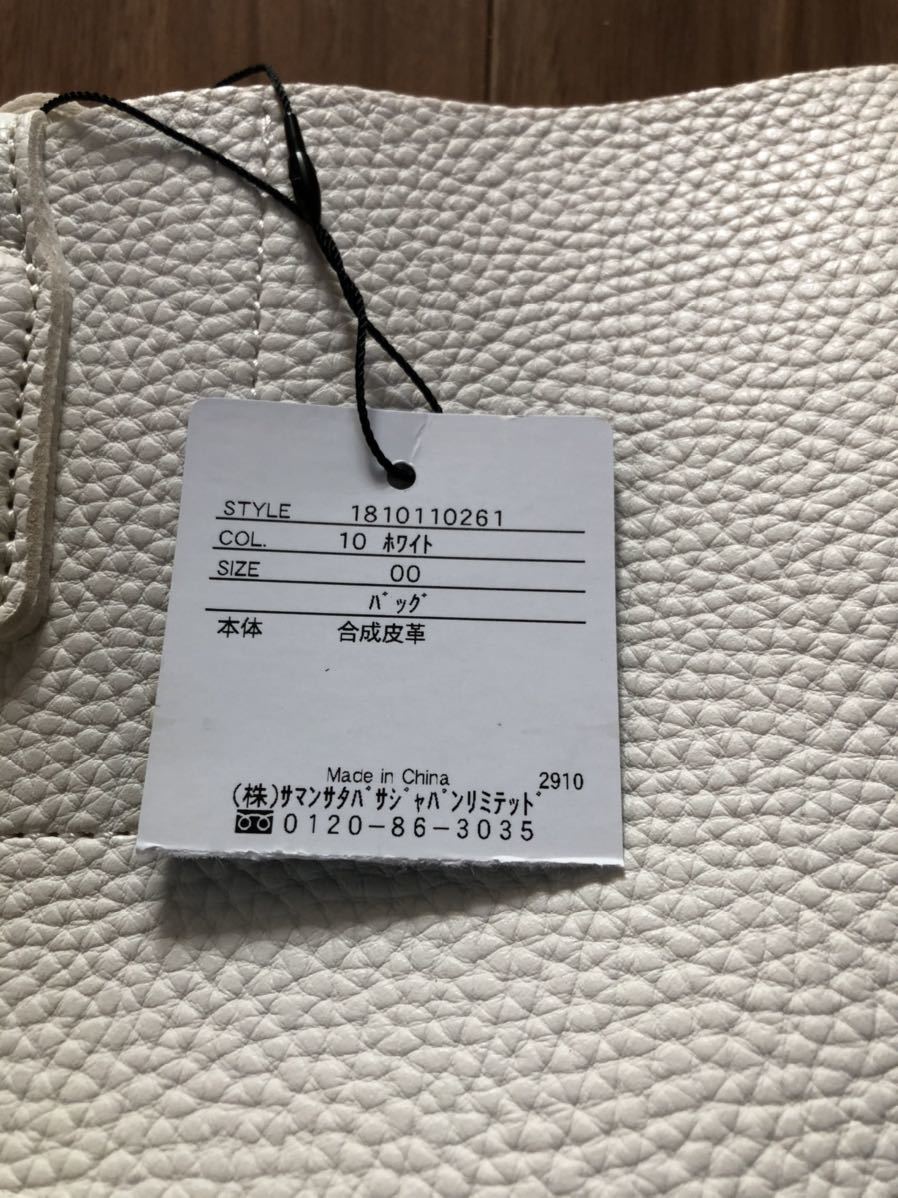 STYLE 1810110261
COL. 10 ﾎﾜｲﾄ
SIZE 00
ﾊﾞｯｸﾞ
本体 合成皮革
Made in China 2910
(株)ｻﾏﾝｻﾀﾊﾞｻｼﾞｬﾊﾟﾝﾘﾐﾃｯﾄﾞ
0120-86-3035